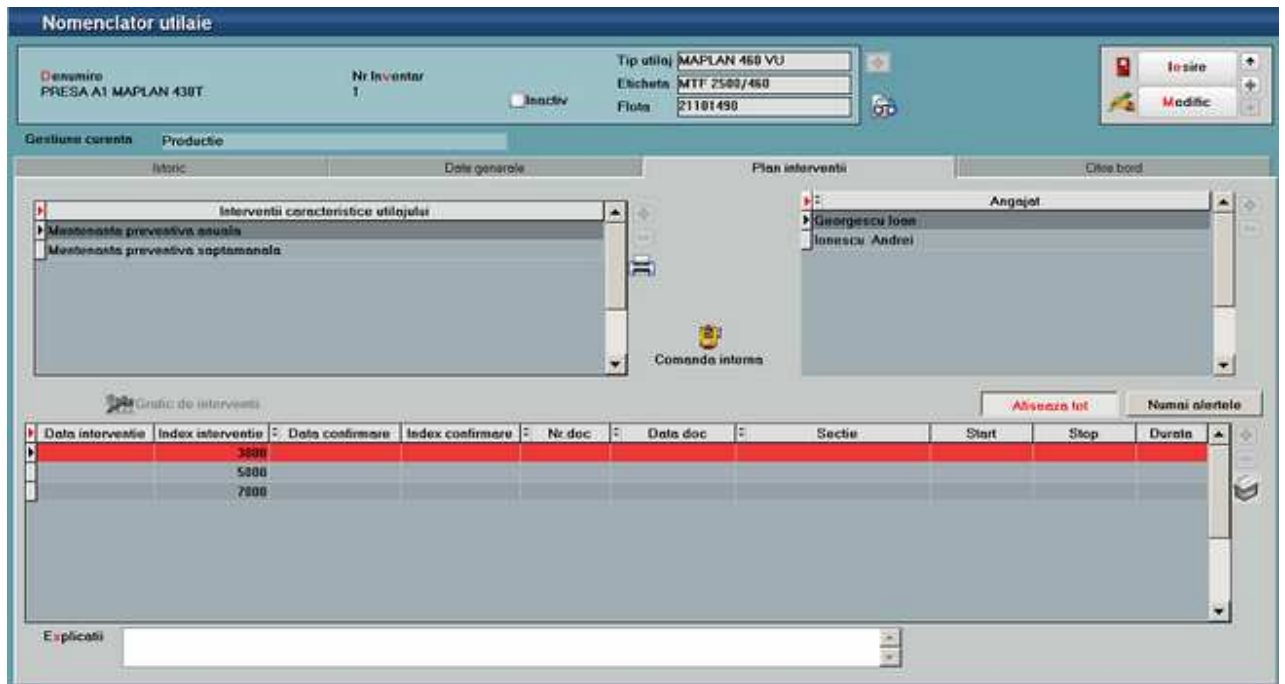 Nomenclator utilaje
Denumire
PRESA A1 MAPLAN 430T
Nr Inventar
1
Inactiv
Tip utilaj MAPLAN 460 VU
Eticheta MTF 2500/460
Flota 21101490
Iesire
Modific
Gestiune curenta Productie
Istoric Date generale Plan interventii Citire bord
Interventii caracteristice utilajului
Mentenanta preventiva anuala
Mentenanta preventiva saptamanala
Angajat
Georgescu Ioan
Ionescu Andrei
Comanda interna
Grafic de interventii
Afiseaza tot Numai alertele
Data interventie Index interventie Data confirmare Index confirmare Nr doc Data doc Sectie Start Stop Durata
3000
5000
7000
Explicatii